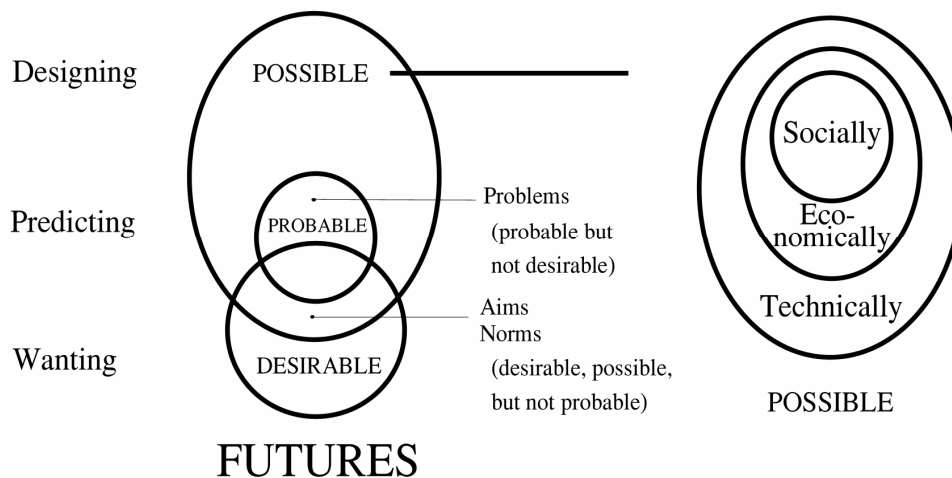 Designing
POSSIBLE
Predicting
PROBABLE
Problems
(probable but
not desirable)
Aims
Norms
(desirable, possible,
but not probable)
Wanting
DESIRABLE
FUTURES
Socially
Eco-
nomically
Technically
POSSIBLE